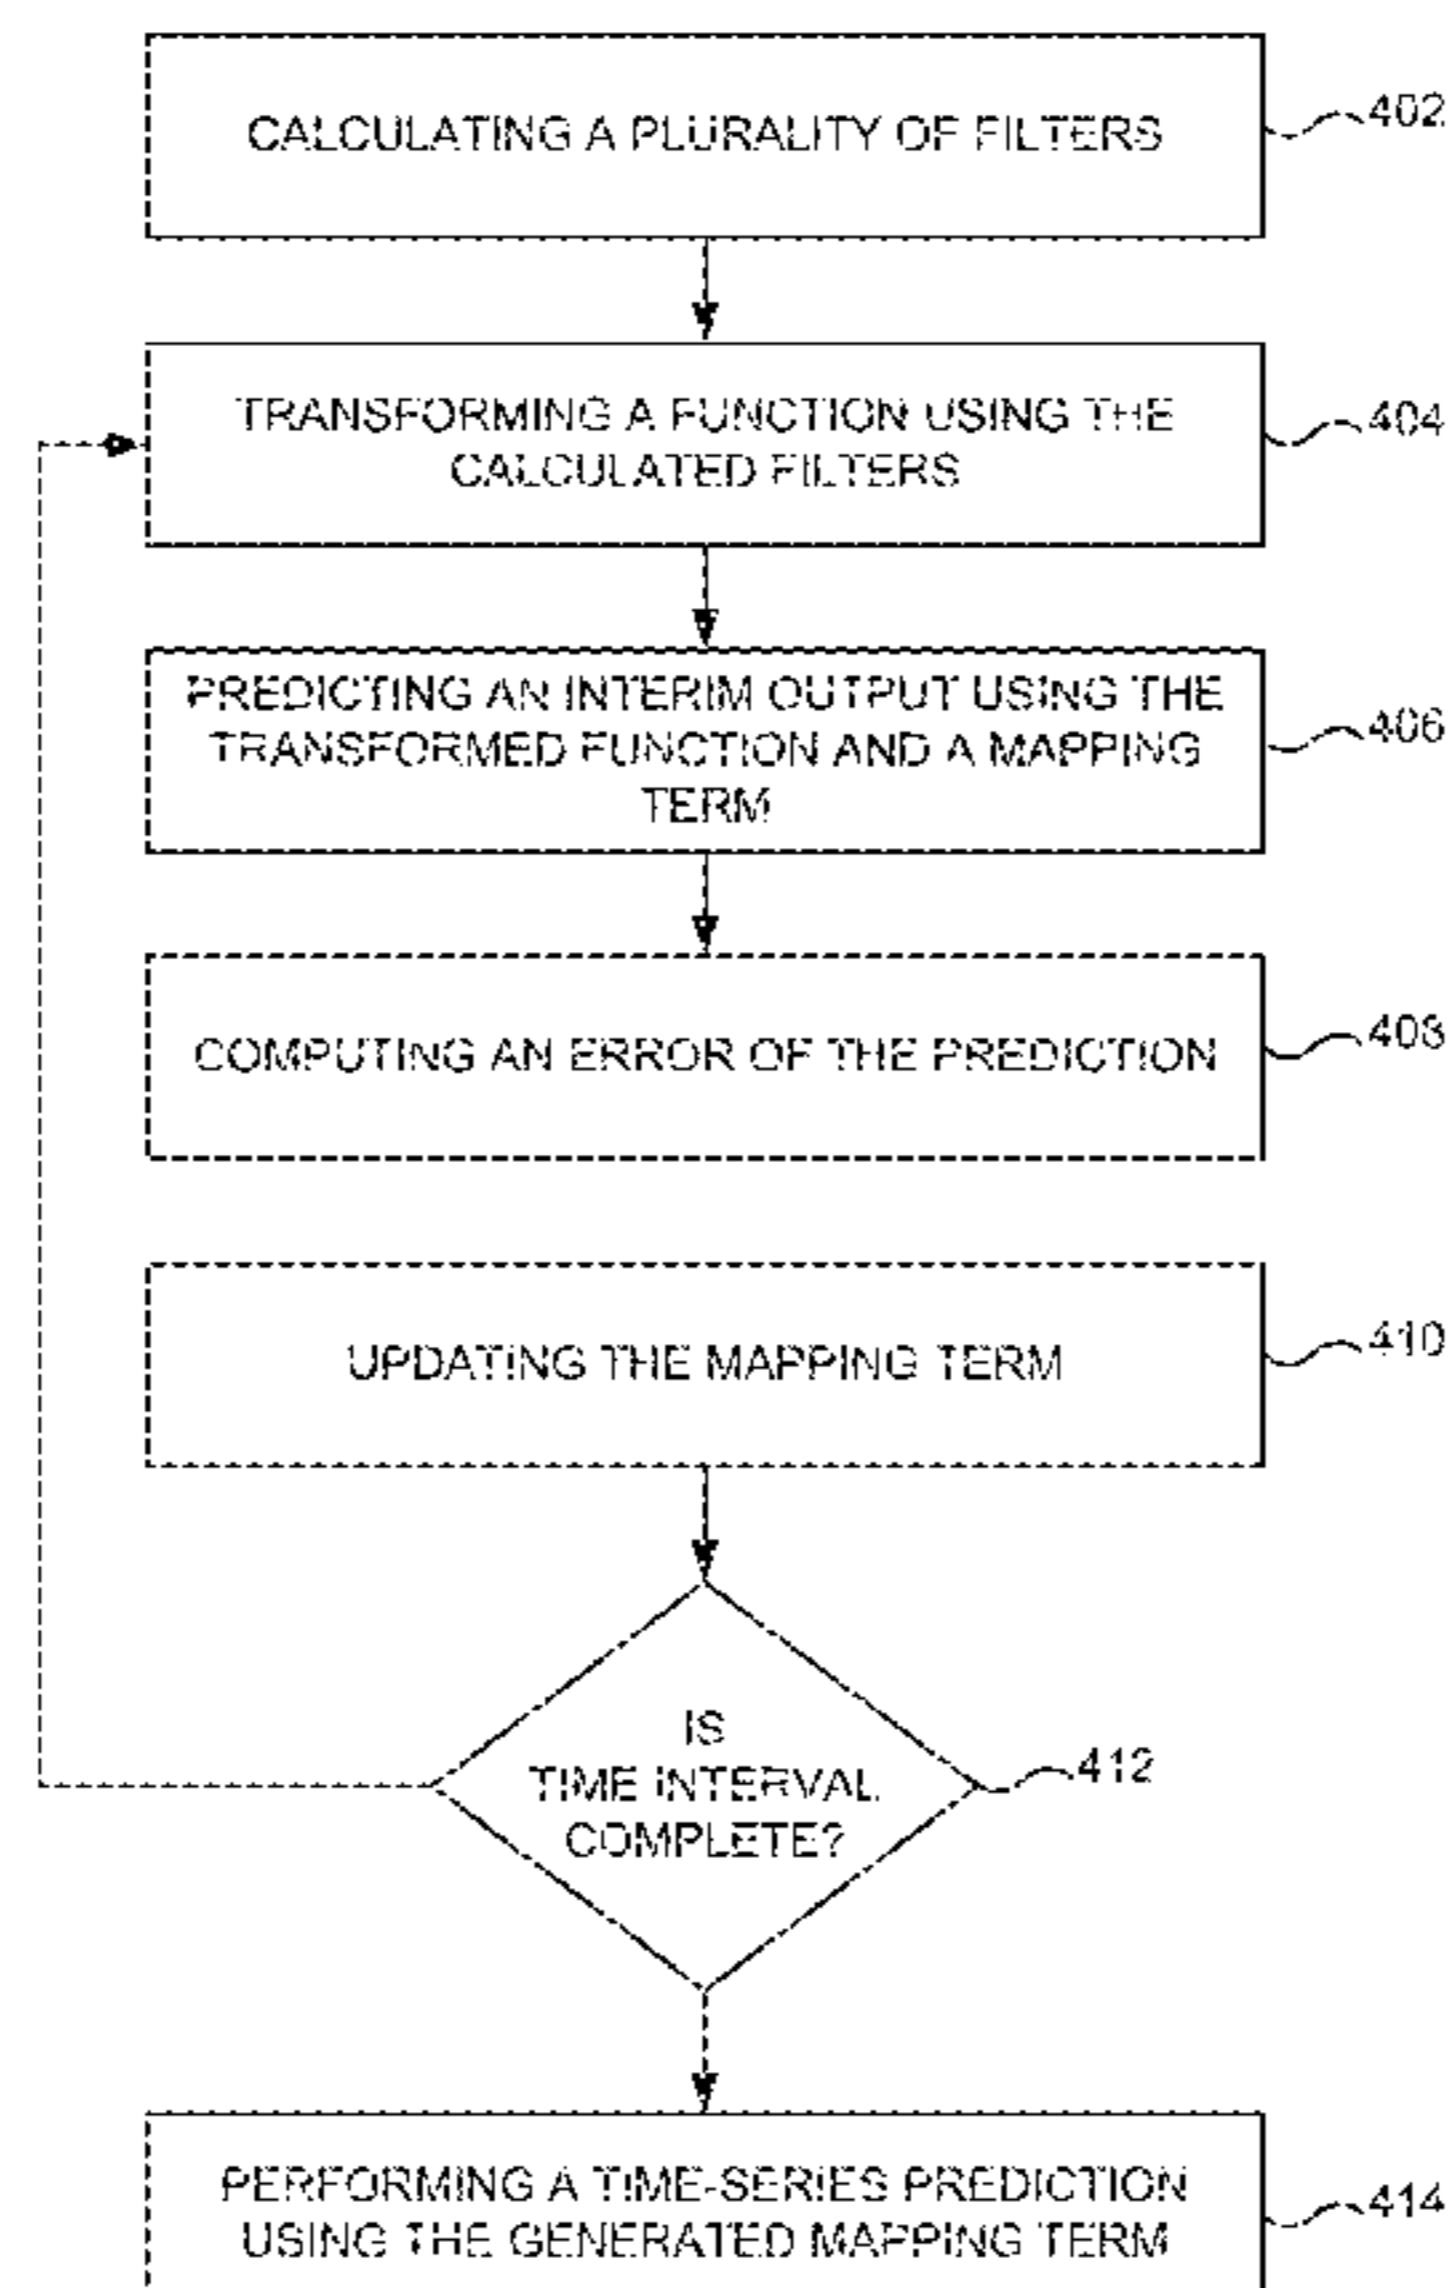 CALCULATING A PLURALITY OF FILTERS
402
TRANSFORMING A FUNCTION USING THE
CALCULATED FILTERS
404
PREDICTING AN INTERIM OUTPUT USING THE
TRANSFORMED FUNCTION AND A MAPPING
TERM
406
COMPUTING AN ERROR OF THE PREDICTION
408
UPDATING THE MAPPING TERM
410
IS
TIME INTERVAL
COMPLETE?
412
PERFORMING A TIME-SERIES PREDICTION
USING THE GENERATED MAPPING TERM
414